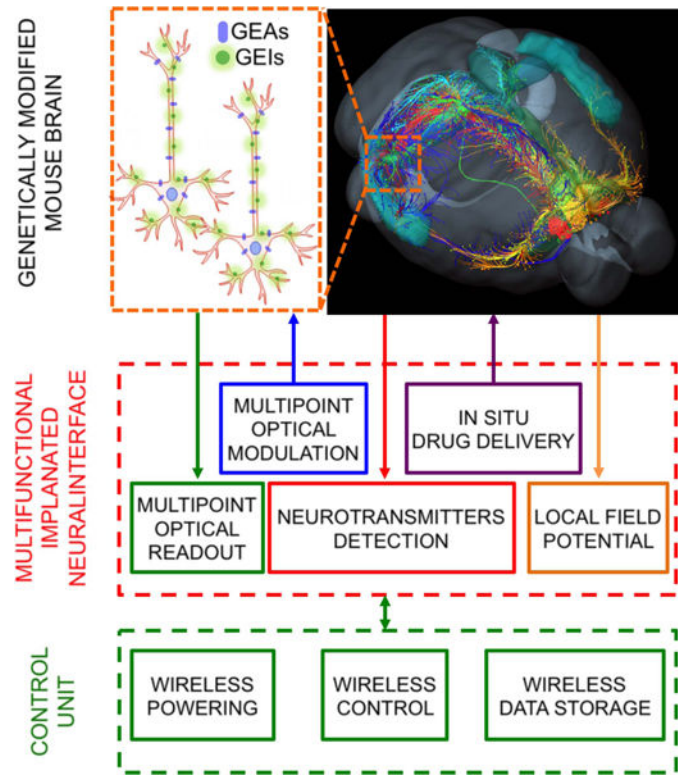 GENETICALLY MODIFIED
MOUSE BRAIN
GEAs
GEIs
MULTIFUNCTIONAL
IMPLANATED
NEURALINTERFACE
MULTIPOINT
OPTICAL
MODULATION
IN SITU
DRUG DELIVERY
MULTIPOINT
OPTICAL
READOUT
NEUROTRANSMITTERS
DETECTION
LOCAL FIELD
POTENTIAL
CONTROL
UNIT
WIRELESS
POWERING
WIRELESS
CONTROL
WIRELESS
DATA STORAGE